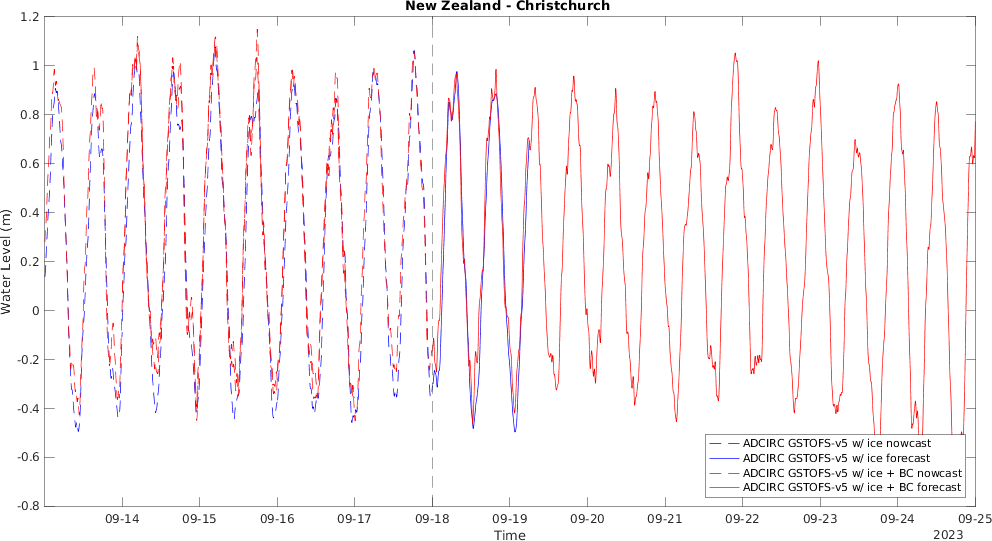 New Zealand - Christchurch
1.2
1
0.8
0.6
0.4
0.2
0
-0.2
-0.4
-0.6
-0.8
Water Level (m)
ADCIRC GSTOFS-v5 w/ ice nowcast
ADCIRC GSTOFS-v5 w/ ice forecast
ADCIRC GSTOFS-v5 w/ ice + BC nowcast
ADCIRC GSTOFS-v5 w/ ice + BC forecast
09-14 09-15 09-16 09-17 09-18 09-19 09-20 09-21 09-22 09-23 09-24 09-25
Time
2023